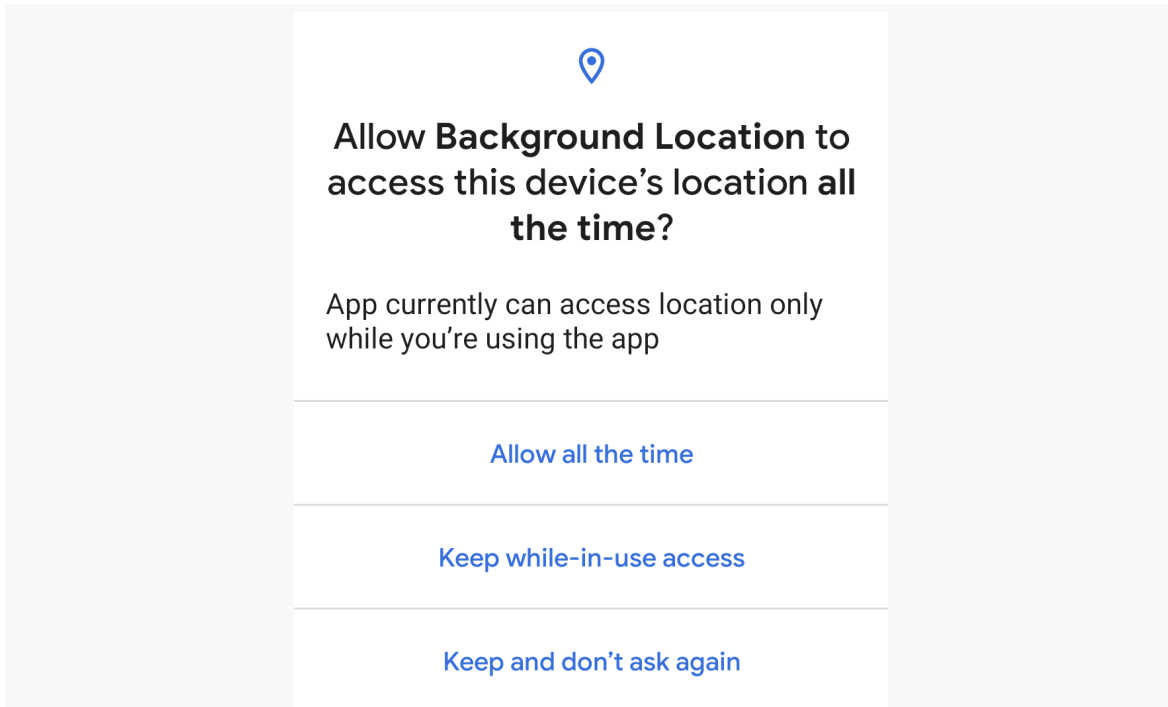 Allow Background Location to
access this device’s location all
the time?
App currently can access location only
while you’re using the app
Allow all the time
Keep while-in-use access
Keep and don’t ask again